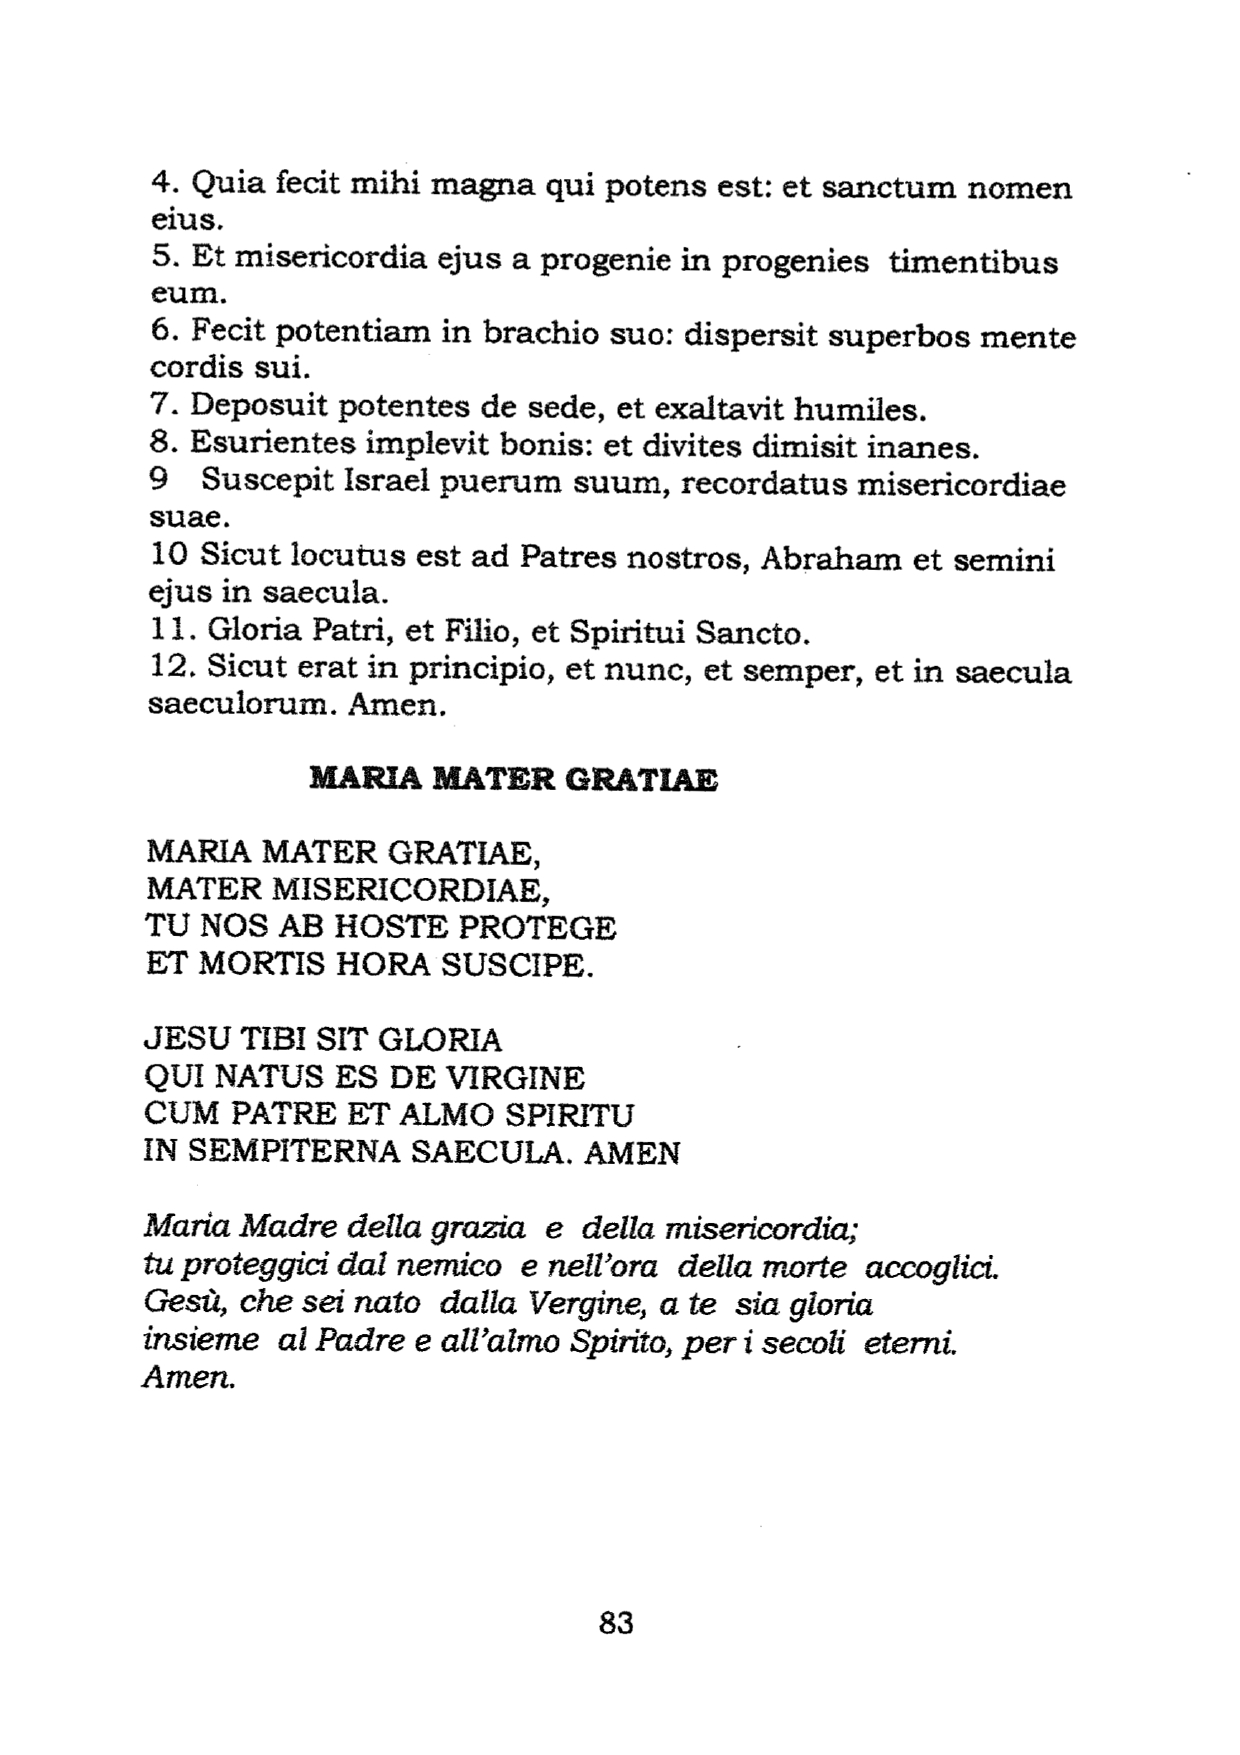 4. Quia fecit mihi magna qui potens est: et sanctum nomen
eius.
5. Et misericordia ejus a progenie in progenies timentibus
eum.
6. Fecit potentiam in brachio suo: dispersit superbos mente
cordis sui.
7. Deposuit potentes de sede, et exaltavit humiles.
8. Esurientes implevit bonis: et divites dimisit inanes.
9 Suscepit Israel puerum suum, recordatus misericordiae
suae.
10 Sicut locutus est ad Patres nostros, Abraham et semini
ejus in saecula.
11. Gloria Patri, et Filio, et Spiritui Sancto.
12. Sicut erat in principio, et nunc, et semper, et in saecula
saeculorum. Amen.
MARIA MATER GRATIAE
MARIA MATER GRATIAE,
MATER MISERICORDIAE,
TU NOS AB HOSTE PROTEGE
ET MORTIS HORA SUSCIPE.
JESU TIBI SIT GLORIA
QUI NATUS ES DE VIRGINE
CUM PATRE ET ALMO SPIRITU
IN SEMPITERNA SAECULA. AMEN
Maria Madre della grazia e della misericordia;
tu proteggici dal nemico e nell'ora della morte accoglici.
Gesù, che sei nato dalla Vergine, a te sia gloria
insieme al Padre e all'almo Spirito, per i secoli eterni.
Amen.
83